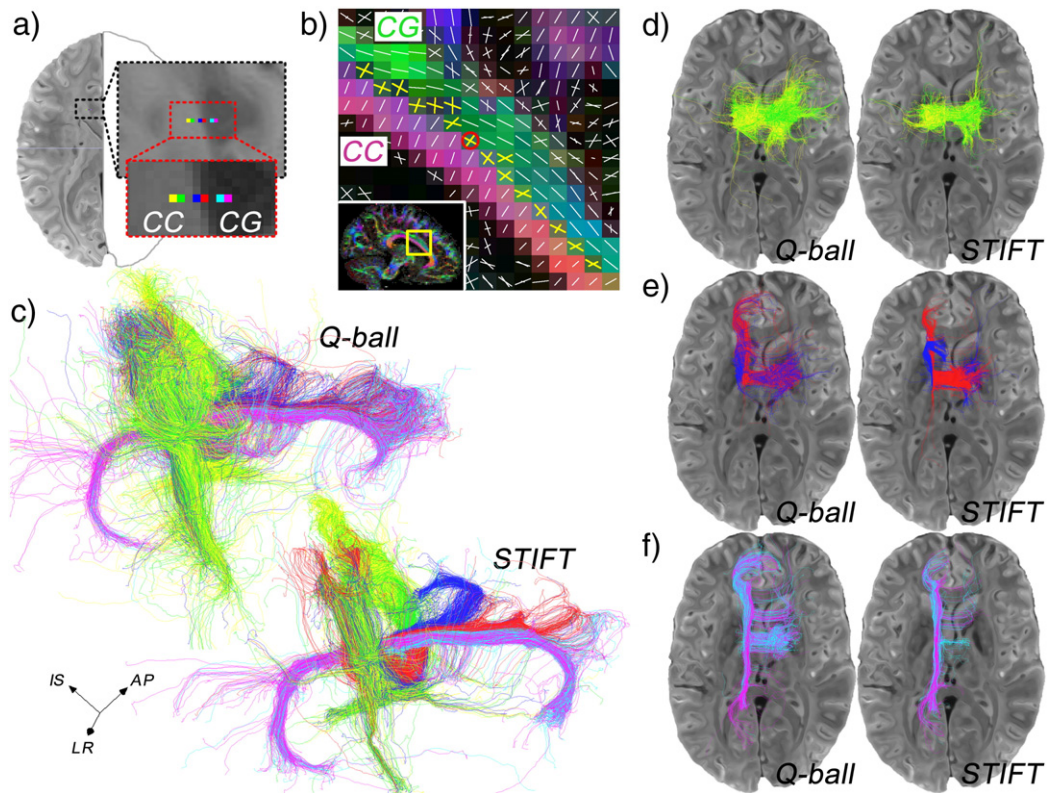 a)
CC
CG
b)
CG
CC
c)
Q-ball
STIFT
IS
AP
LR
d)
Q-ball
STIFT
e)
Q-ball
STIFT
f)
Q-ball
STIFT